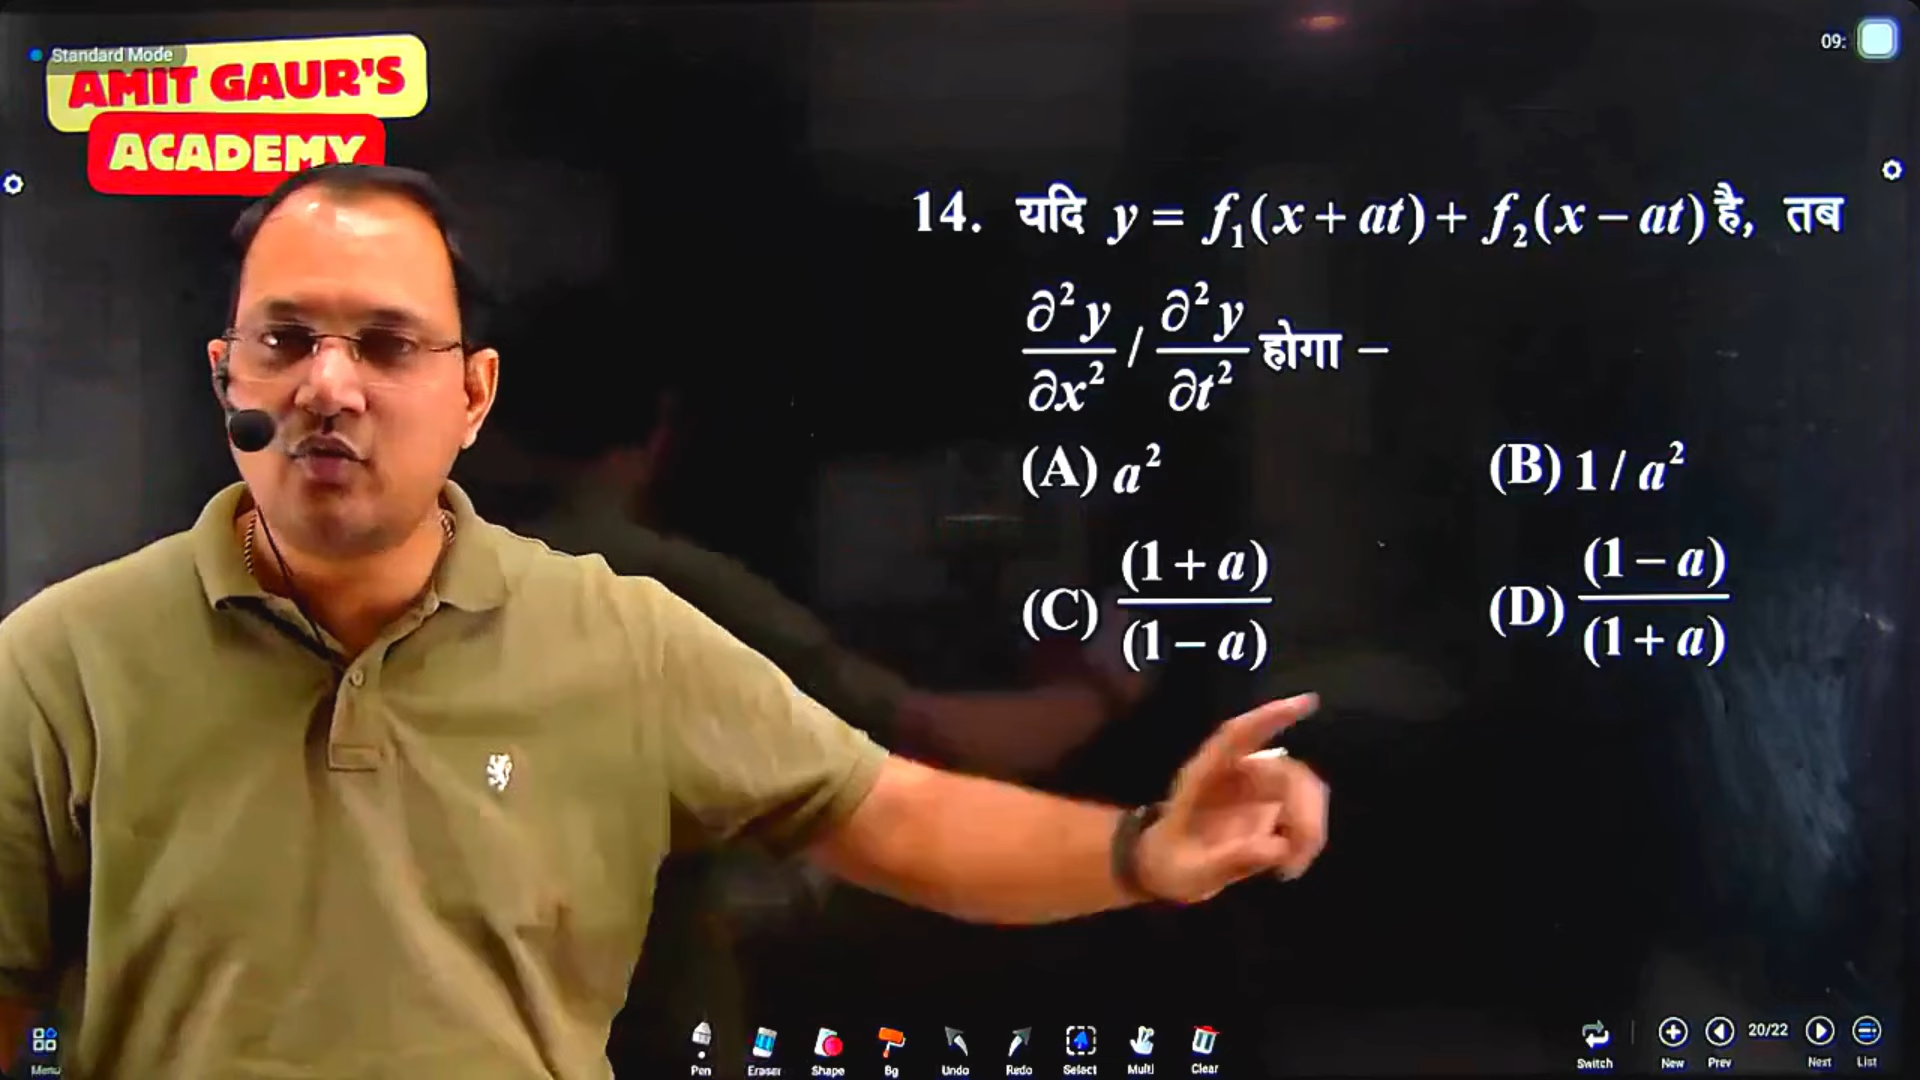 Standard Mode
09:
AMIT GAUR'S
ACADEMY
14. यदि y = f₁(x + at) + f₂(x − at) है, तब
∂²y/∂x² / ∂²y/∂t² होगा −
(A) a² (B) 1 / a²
(C) (1 + a)/(1 − a) (D) (1 − a)/(1 + a)
Menu Pen Eraser Shape Bg Undo Redo Select Multi Clear Switch New Prev 20/22 Next List